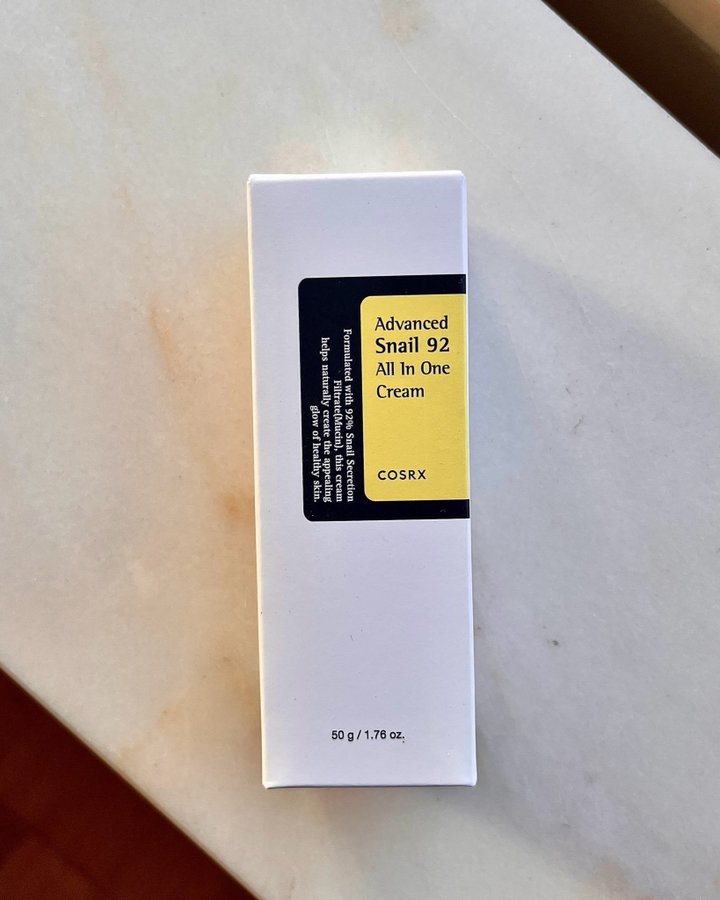 Advanced
Snail 92
All In One
Cream
COSRX
Formulated with 92% Snail Secretion
Filtrate(Mucin), this cream
helps naturally create the appealing
glow of healthy skin.
50 g / 1.76 oz.